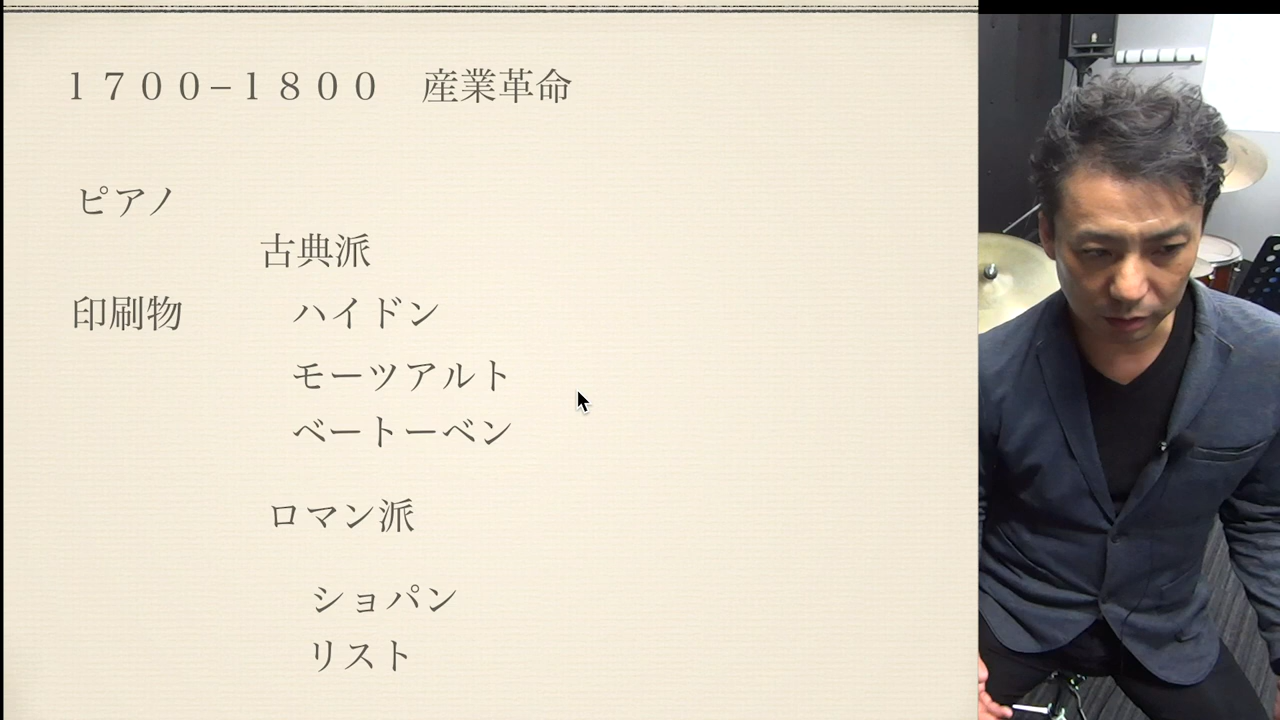 １７００−１８００　産業革命
ピアノ
古典派
印刷物　ハイドン
モーツアルト
ベートーベン
ロマン派
ショパン
リスト